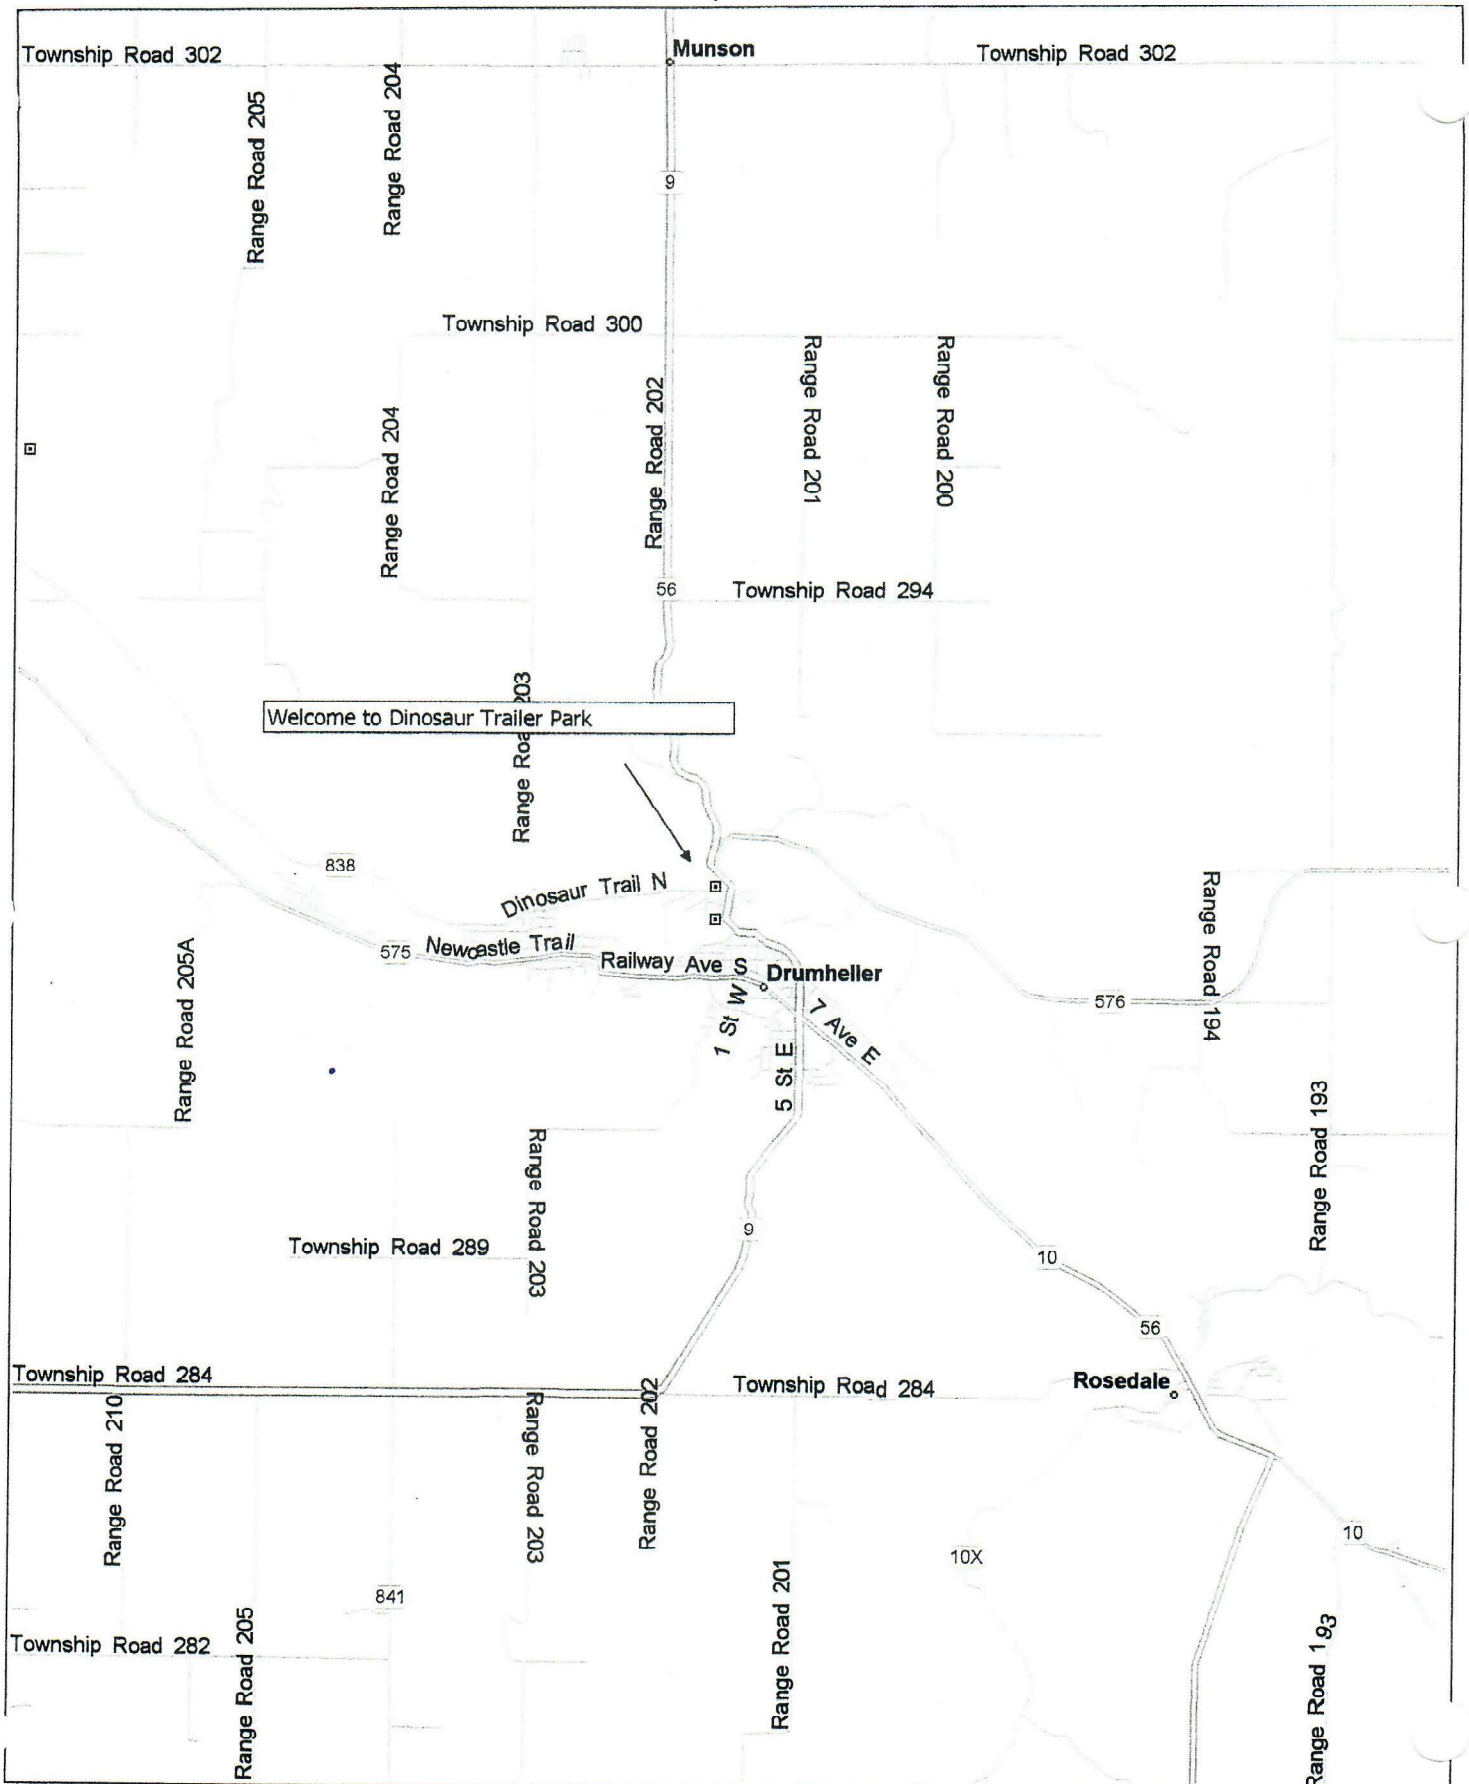 Township Road 302
Munson
Township Road 302
Range Road 205
Range Road 204
9
Township Road 300
Range Road 204
Range Road 202
Range Road 201
Range Road 200
56
Township Road 294
Range Road 203
Welcome to Dinosaur Trailer Park
838
Dinosaur Trail N
Range Road 194
575
Newcastle Trail
Railway Ave S
Drumheller
Range Road 205A
1 St W
7 Ave E
576
5 St E
Range Road 193
Range Road 203
9
Township Road 289
10
56
Township Road 284
Township Road 284
Rosedale
Range Road 210
Range Road 203
Range Road 202
10
10X
841
Range Road 201
Township Road 282
Range Road 205
Range Road 193